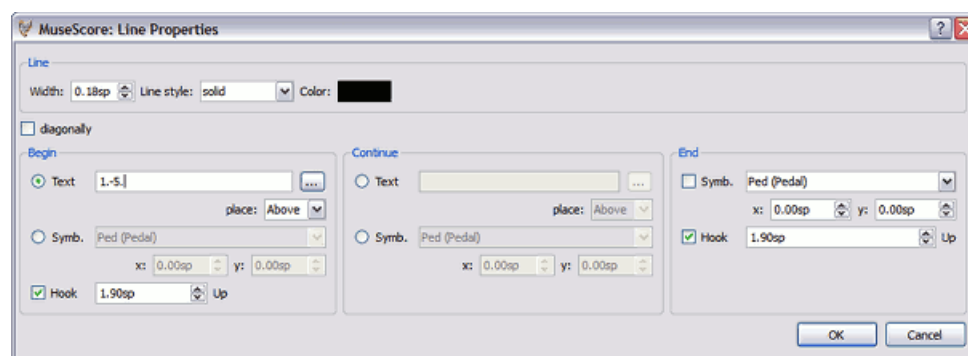 MuseScore: Line Properties
Line
Width: 0.18sp Line style: solid Color:
diagonally
Begin
Text 1.-5.
...
place: Above
Symb. Ped (Pedal)
x: 0.00sp y: 0.00sp
Hook 1.90sp Up
Continue
Text
...
place: Above
Symb. Ped (Pedal)
x: 0.00sp y: 0.00sp
End
Symb. Ped (Pedal)
x: 0.00sp y: 0.00sp
Hook 1.90sp Up
OK Cancel